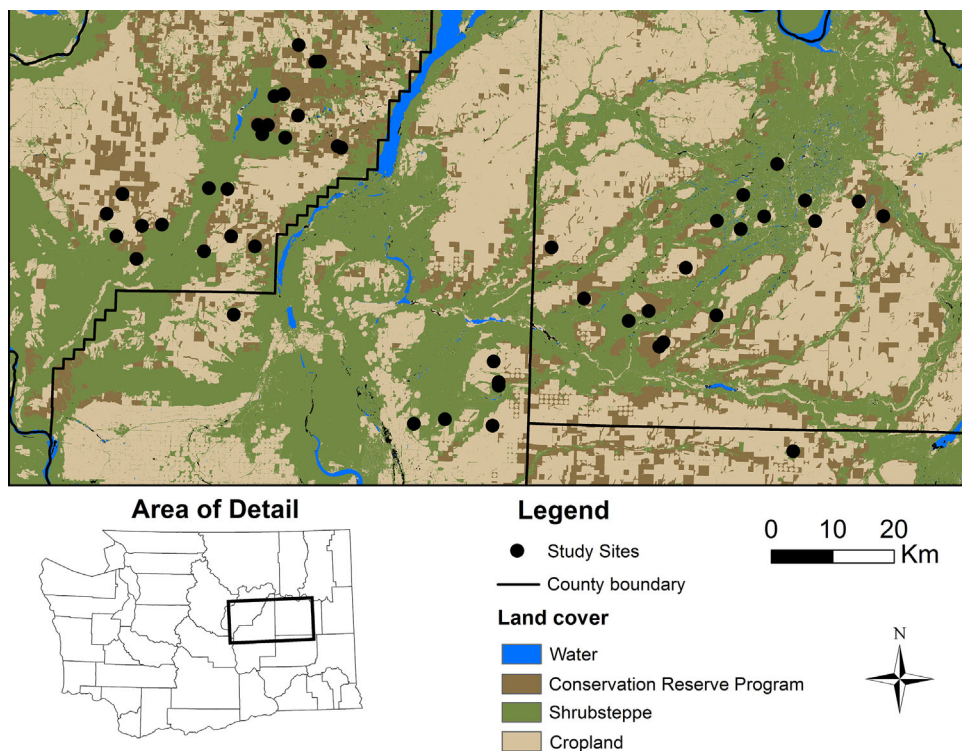 Area of Detail
Legend
Study Sites
County boundary
Land cover
Water
Conservation Reserve Program
Shrubsteppe
Cropland
0 10 20
Km
N